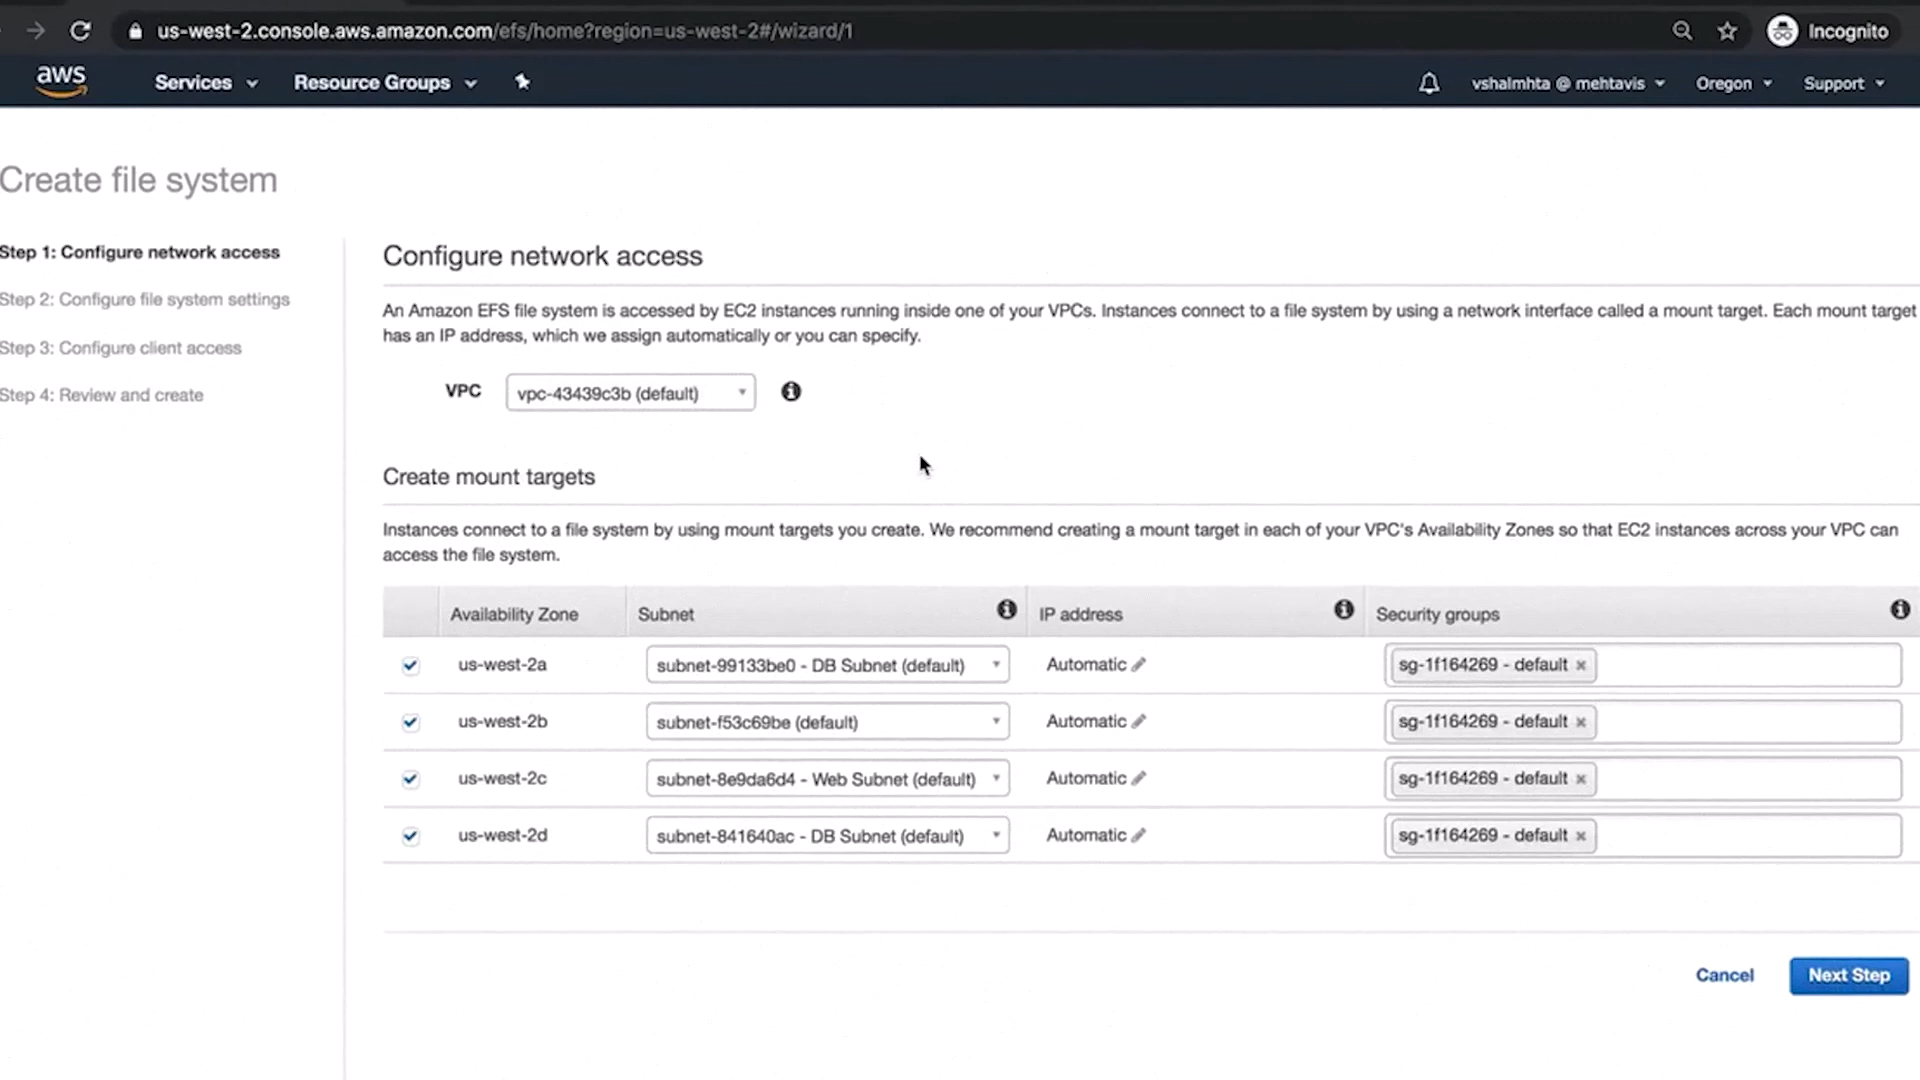 us-west-2.console.aws.amazon.com/efs/home?region=us-west-2#/wizard/1
Incognito
aws
Services
Resource Groups
vshalmhta @ mehtavis
Oregon
Support
Create file system
Step 1: Configure network access
Step 2: Configure file system settings
Step 3: Configure client access
Step 4: Review and create
Configure network access
An Amazon EFS file system is accessed by EC2 instances running inside one of your VPCs. Instances connect to a file system by using a network interface called a mount target. Each mount target
has an IP address, which we assign automatically or you can specify.
VPC
vpc-43439c3b (default)
Create mount targets
Instances connect to a file system by using mount targets you create. We recommend creating a mount target in each of your VPC's Availability Zones so that EC2 instances across your VPC can
access the file system.
Availability Zone Subnet IP address Security groups
us-west-2a subnet-99133be0 - DB Subnet (default) Automatic sg-1f164269 - default
us-west-2b subnet-f53c69be (default) Automatic sg-1f164269 - default
us-west-2c subnet-8e9da6d4 - Web Subnet (default) Automatic sg-1f164269 - default
us-west-2d subnet-841640ac - DB Subnet (default) Automatic sg-1f164269 - default
Cancel
Next Step